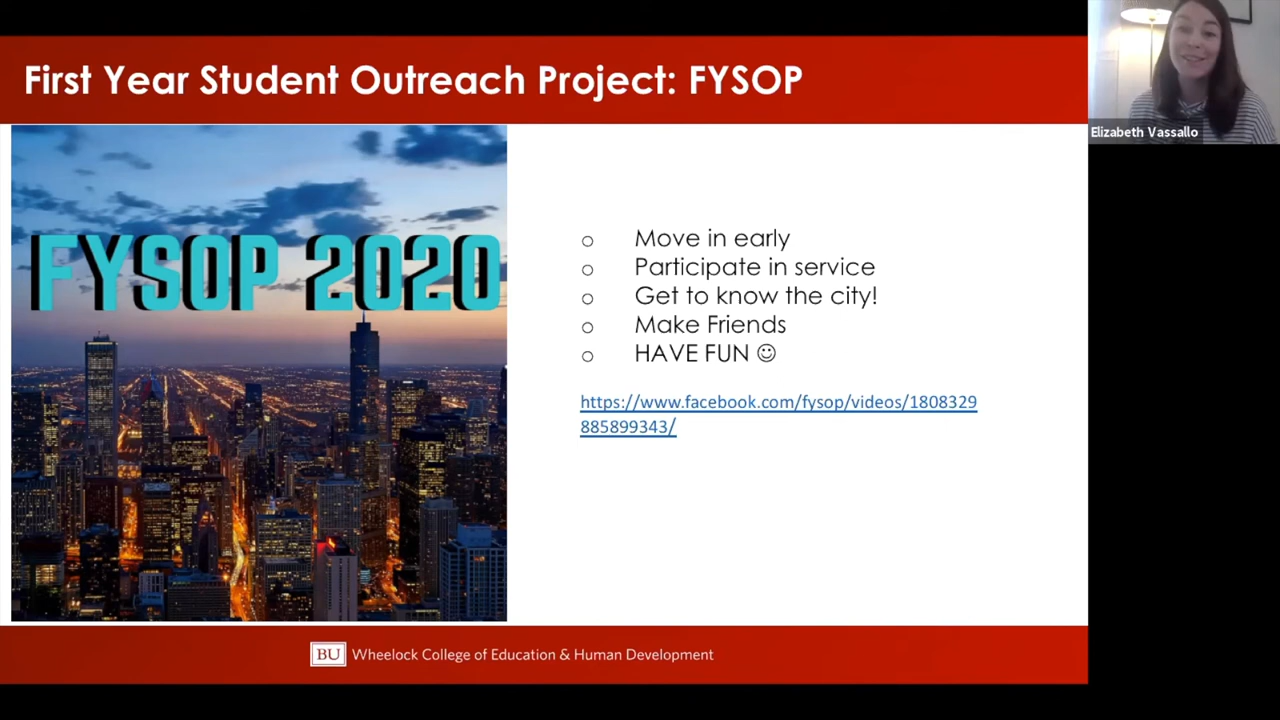 First Year Student Outreach Project: FYSOP
Elizabeth Vassallo
FYSOP 2020
○ Move in early
○ Participate in service
○ Get to know the city!
○ Make Friends
○ HAVE FUN ☺
https://www.facebook.com/fysop/videos/1808329
885899343/
BU Wheelock College of Education & Human Development